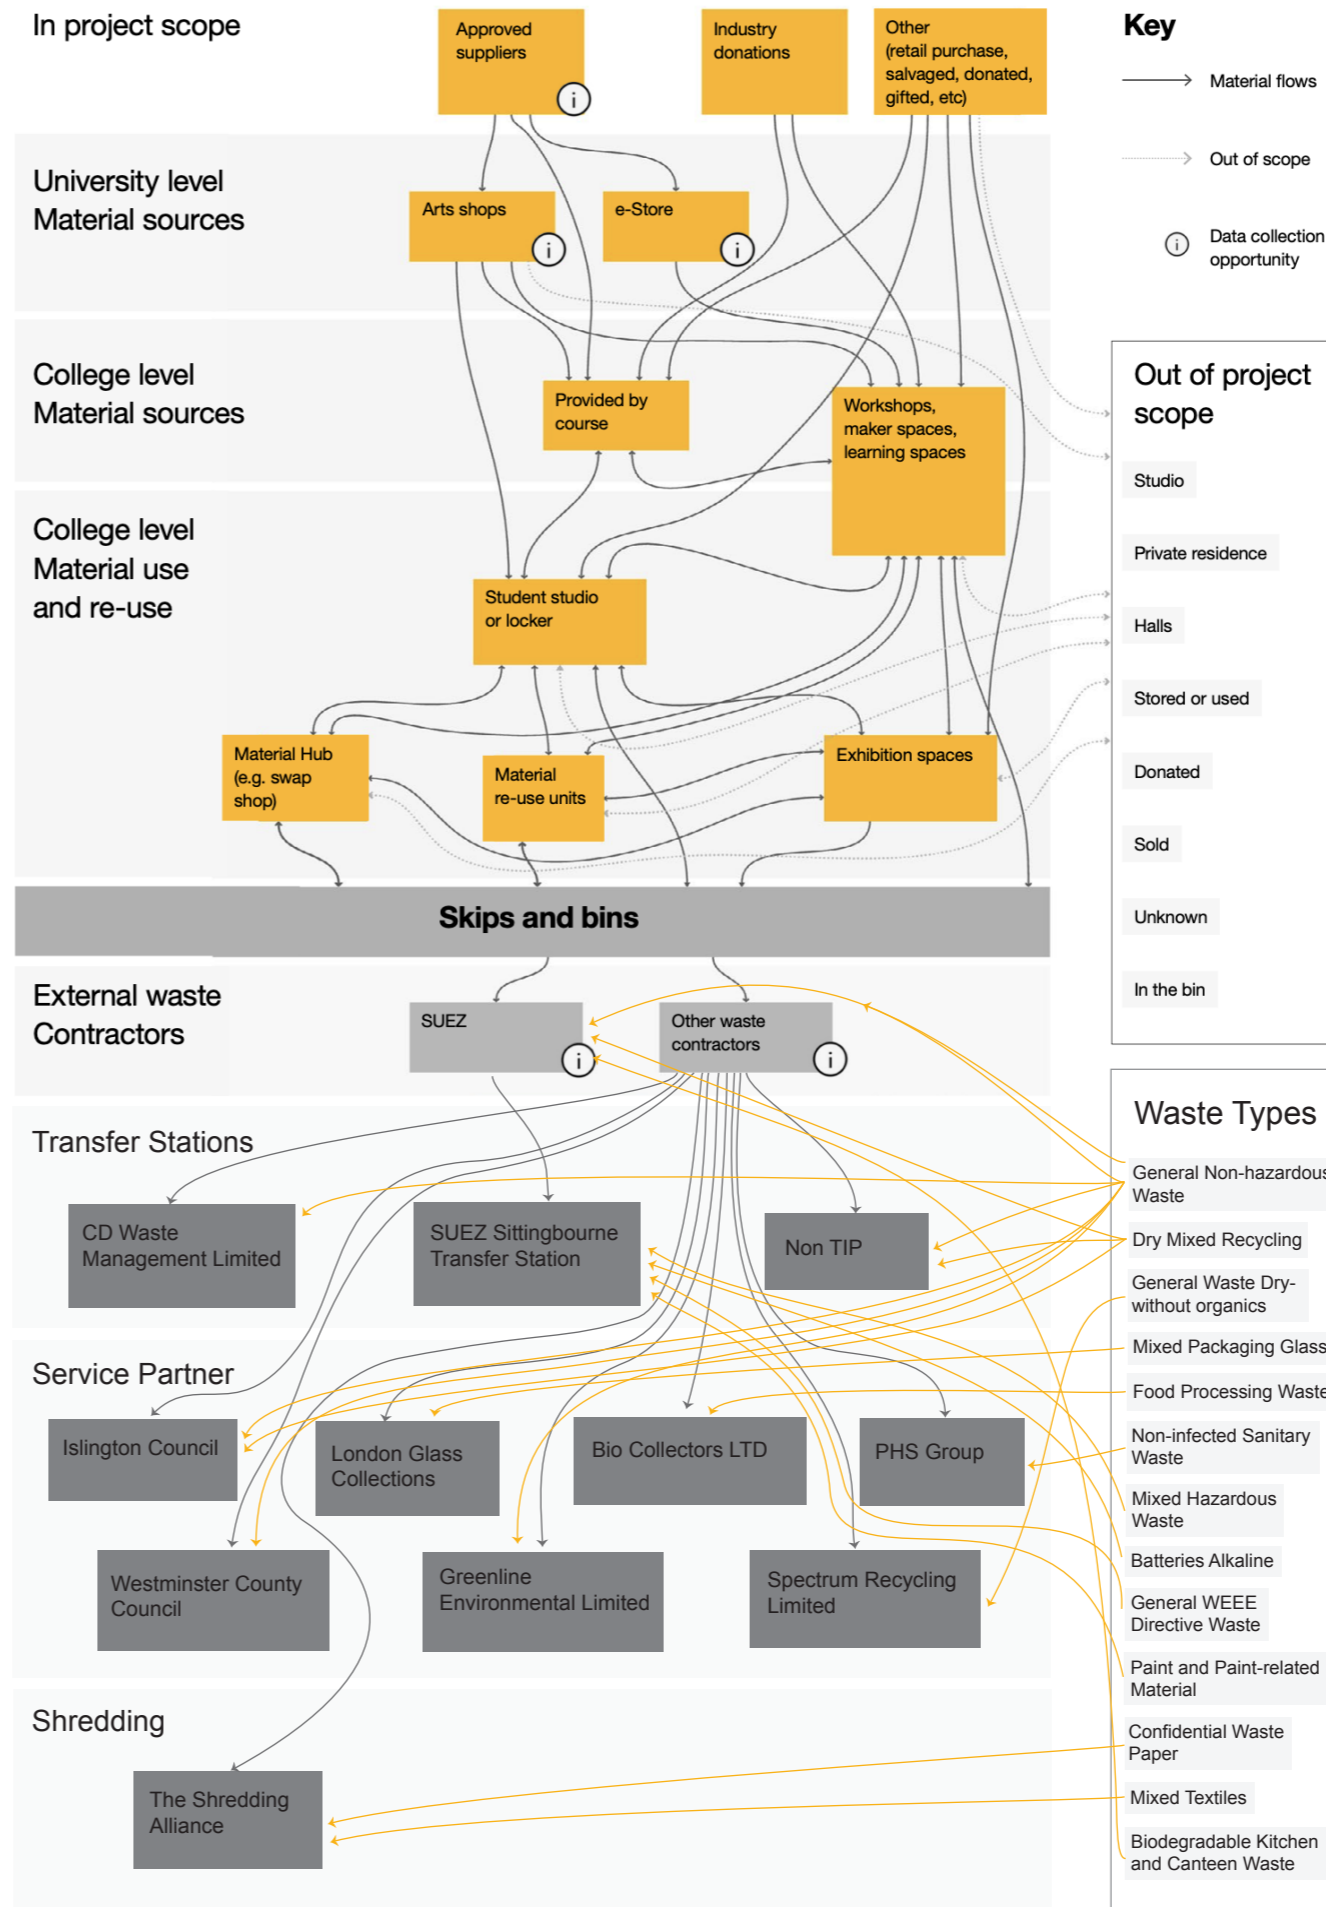 In project scope
Approved
suppliers
i
Industry
donations
Other
(retail purchase,
salvaged, donated,
gifted, etc)
Key
Material flows
Out of scope
i
Data collection
opportunity
University level
Material sources
Arts shops
i
e-Store
i
College level
Material sources
Provided by
course
Workshops,
maker spaces,
learning spaces
College level
Material use
and re-use
Student studio
or locker
Material Hub
(e.g. swap
shop)
Material
re-use units
Exhibition spaces
Out of project
scope
Studio
Private residence
Halls
Stored or used
Donated
Sold
Unknown
In the bin
Skips and bins
External waste
Contractors
SUEZ
i
Other waste
contractors
i
Transfer Stations
CD Waste
Management Limited
SUEZ Sittingbourne
Transfer Station
Non TIP
Service Partner
Islington Council
London Glass
Collections
Bio Collectors LTD
PHS Group
Westminster County
Council
Greenline
Environmental Limited
Spectrum Recycling
Limited
Shredding
The Shredding
Alliance
Waste Types
General Non-hazardous
Waste
Dry Mixed Recycling
General Waste Dry-
without organics
Mixed Packaging Glass
Food Processing Waste
Non-infected Sanitary
Waste
Mixed Hazardous
Waste
Batteries Alkaline
General WEEE
Directive Waste
Paint and Paint-related
Material
Confidential Waste
Paper
Mixed Textiles
Biodegradable Kitchen
and Canteen Waste